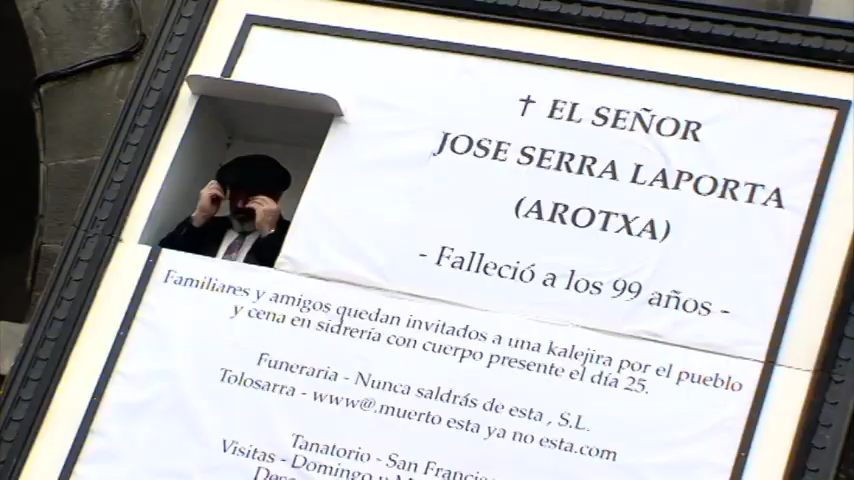 † EL SEÑOR
JOSE SERRA LAPORTA
(AROTXA)
- Falleció a los 99 años -
Familiares y amigos quedan invitados a una kalejira por el pueblo
y cena en sidrería con cuerpo presente el día 25.
Funeraria - Nunca saldrás de esta , S.L.
Tolosarra - www@.muerto esta ya no esta.com
Tanatorio - San
Visitas - Domingo y